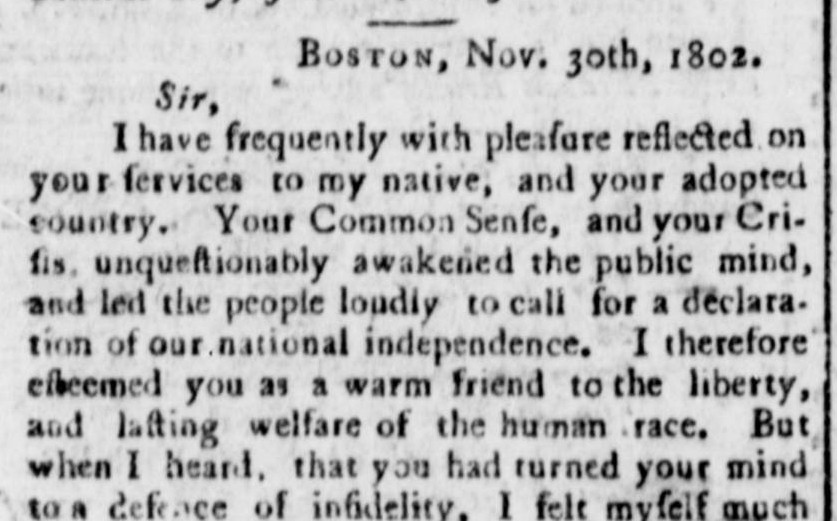 BOSTON, Nov. 30th, 1802.
Sir,
I have frequently with pleaſure reflected on
your ſervices to my native, and your adopted
country. Your Common Senſe, and your Cri-
ſis, unqueſtionably awakened the public mind,
and led the people loudly to call for a declara-
tion of our national independence. I therefore
eſteemed you as a warm friend to the liberty,
and laſting welfare of the human race. But
when I heard, that you had turned your mind
to a defence of infidelity, I felt myſelf much